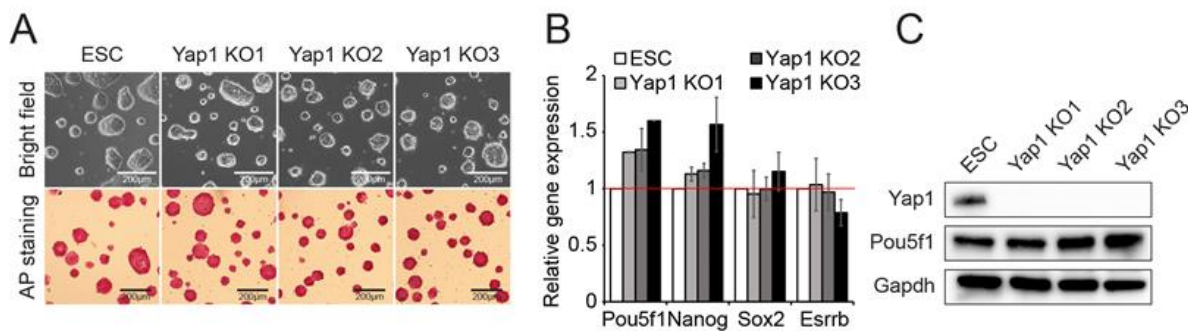 A
ESC Yap1 KO1 Yap1 KO2 Yap1 KO3
Bright field
200μm 200μm 200μm 200μm
AP staining
200μm 200μm 200μm 200μm
B
ESC Yap1 KO2
Yap1 KO1 Yap1 KO3
Relative gene expression
2
1.5
1
0.5
0
Pou5f1 Nanog Sox2 Esrrb
C
ESC Yap1 KO1 Yap1 KO2 Yap1 KO3
Yap1
Pou5f1
Gapdh